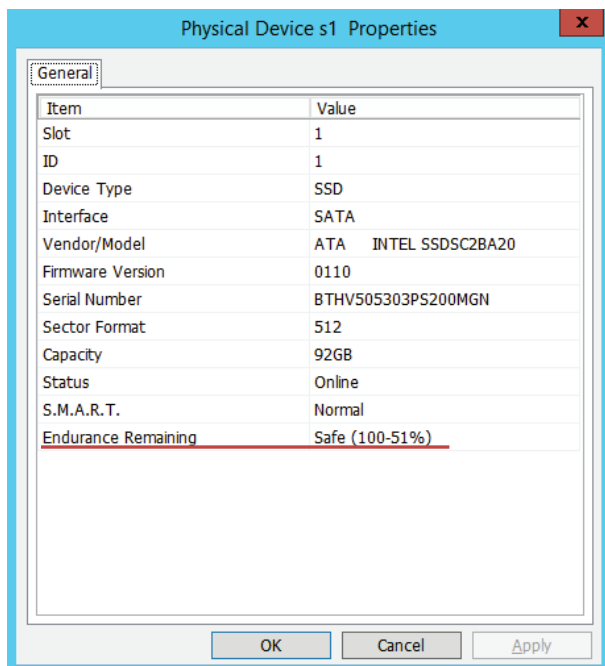 Physical Device s1 Properties
x
General
Item Value
Slot 1
ID 1
Device Type SSD
Interface SATA
Vendor/Model ATA INTEL SSDSC2BA20
Firmware Version 0110
Serial Number BTHV505303PS200MGN
Sector Format 512
Capacity 92GB
Status Online
S.M.A.R.T. Normal
Endurance Remaining Safe (100-51%)
OK Cancel Apply